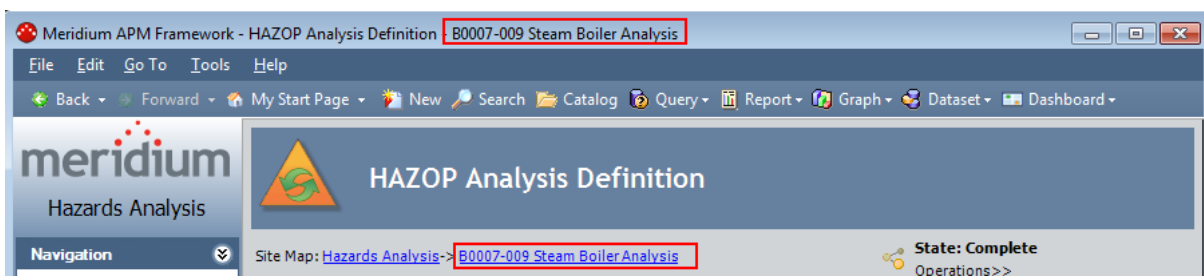 Meridium APM Framework - HAZOP Analysis Definition - B0007-009 Steam Boiler Analysis
File Edit Go To Tools Help
Back Forward My Start Page New Search Catalog Query Report Graph Dataset Dashboard
meridium
Hazards Analysis
HAZOP Analysis Definition
Navigation
Site Map: Hazards Analysis-> B0007-009 Steam Boiler Analysis
State: Complete
Operations>>